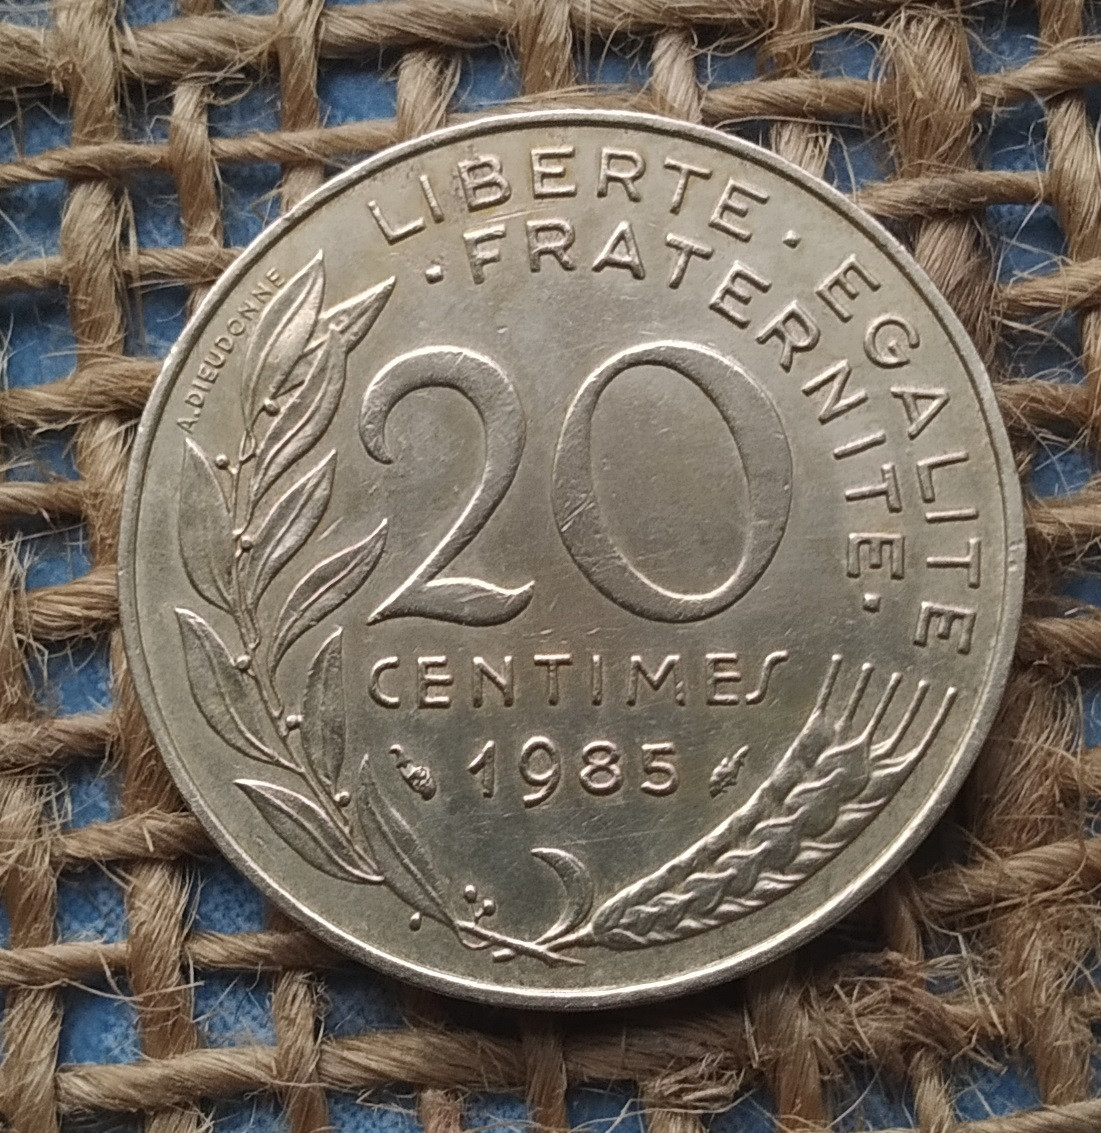 LIBERTE · EGALITE
· FRATERNITE ·
A.DIEUDONNE
20
CENTIMES
1985